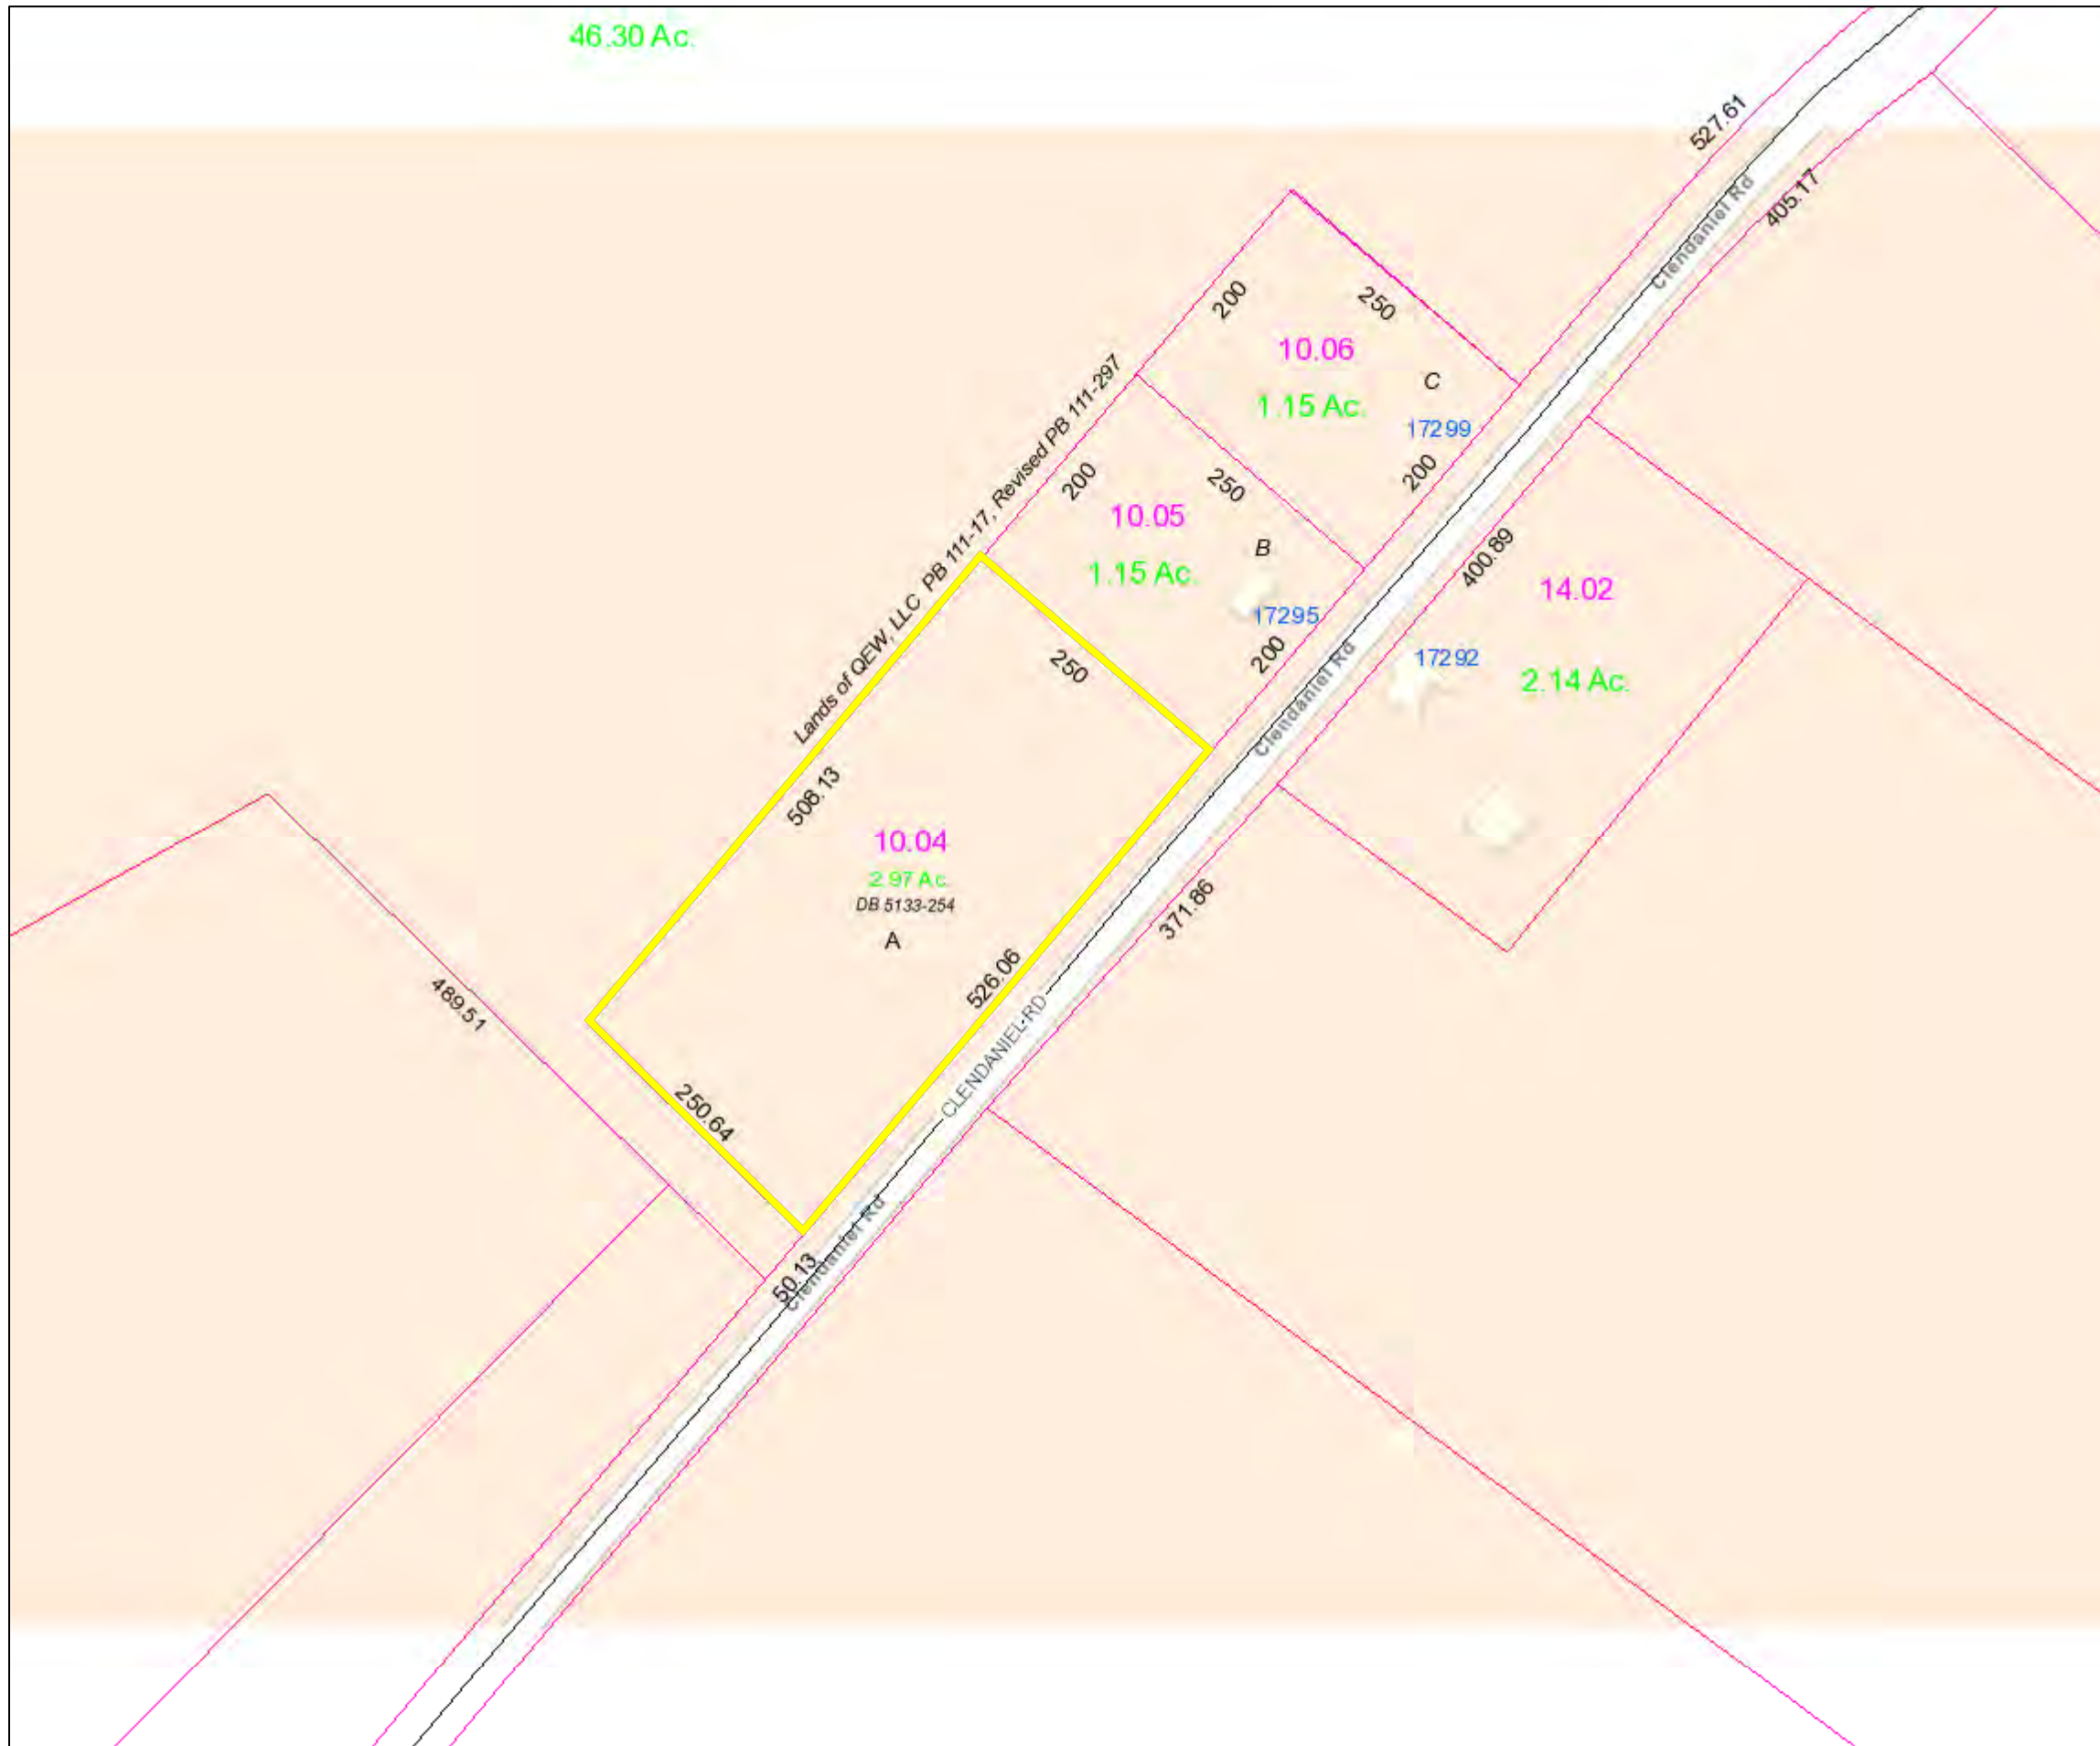 46.30 Ac.
527.61
Clendaniel Rd
405.17
200
250
10.06
C
1.15 Ac.
17299
200
Lands of QEW, LLC PB 111-17, Revised PB 111-297
200
250
10.05
B
1.15 Ac.
17295
200
400.89
14.02
17292
2.14 Ac.
Clendaniel Rd
250
508.13
10.04
2.97 Ac.
DB 5133-254
A
526.06
371.86
489.51
CLENDANIEL RD
250.64
Clendaniel Rd
50.13